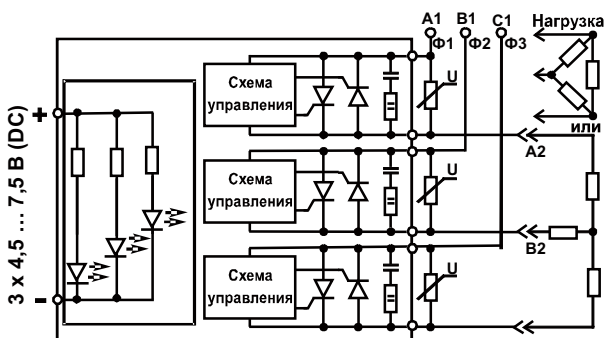 A1 B1 C1 Нагрузка
Ф1 Ф2 Ф3
Схема
управления
U
или
A2
3 x 4,5 ... 7,5 В (DC)
+
-
Схема
управления
U
B2
Схема
управления
U